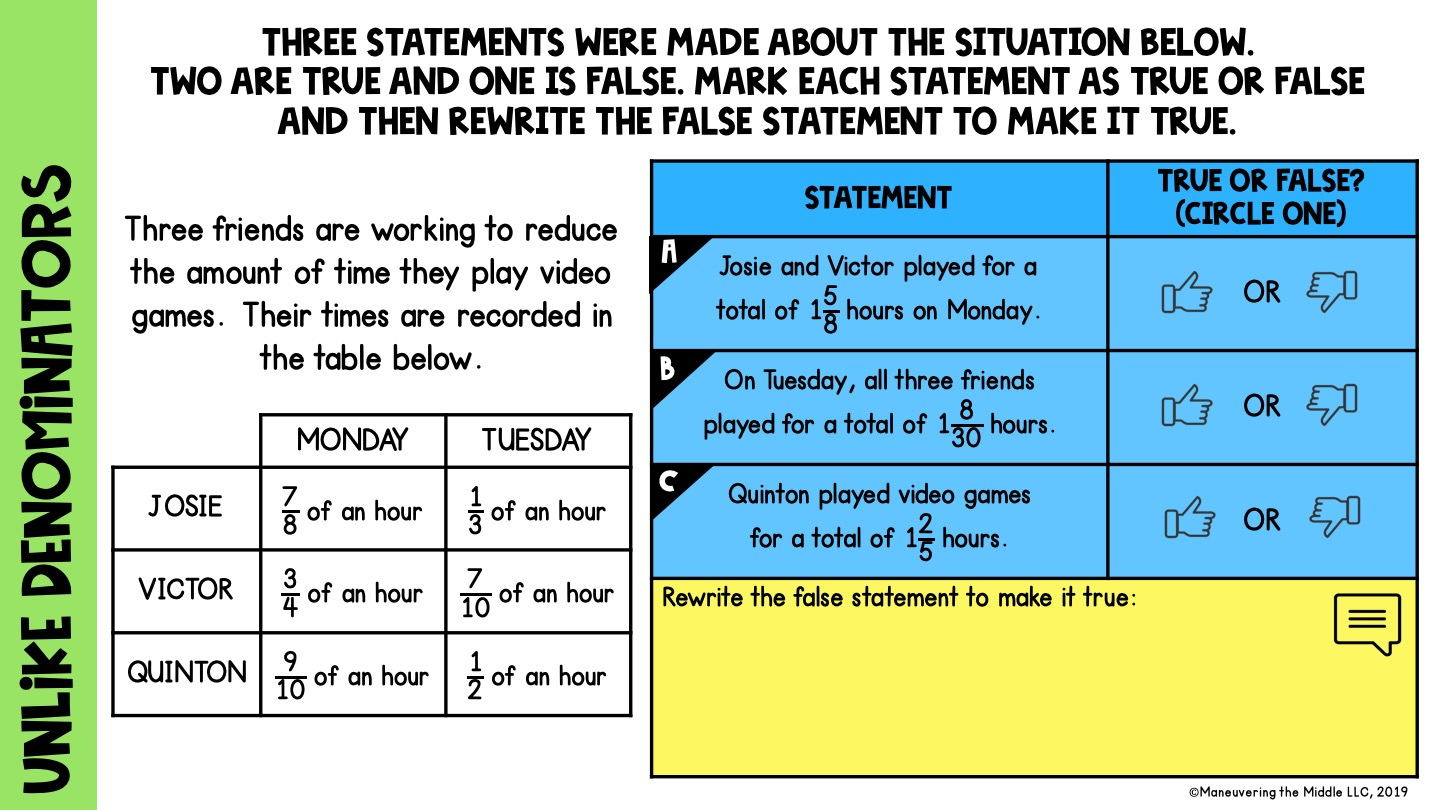 THREE STATEMENTS WERE MADE ABOUT THE SITUATION BELOW.
TWO ARE TRUE AND ONE IS FALSE. MARK EACH STATEMENT AS TRUE OR FALSE
AND THEN REWRITE THE FALSE STATEMENT TO MAKE IT TRUE.
UNLIKE DENOMINATORS
Three friends are working to reduce
the amount of time they play video
games. Their times are recorded in
the table below.
MONDAY TUESDAY
JOSIE 7/8 of an hour 1/3 of an hour
VICTOR 3/4 of an hour 7/10 of an hour
QUINTON 9/10 of an hour 1/2 of an hour
STATEMENT TRUE OR FALSE?
(CIRCLE ONE)
A
Josie and Victor played for a
total of 1 5/8 hours on Monday.
OR
B
On Tuesday, all three friends
played for a total of 1 8/30 hours.
OR
C
Quinton played video games
for a total of 1 2/5 hours.
OR
Rewrite the false statement to make it true:
©Maneuvering the Middle LLC, 2019